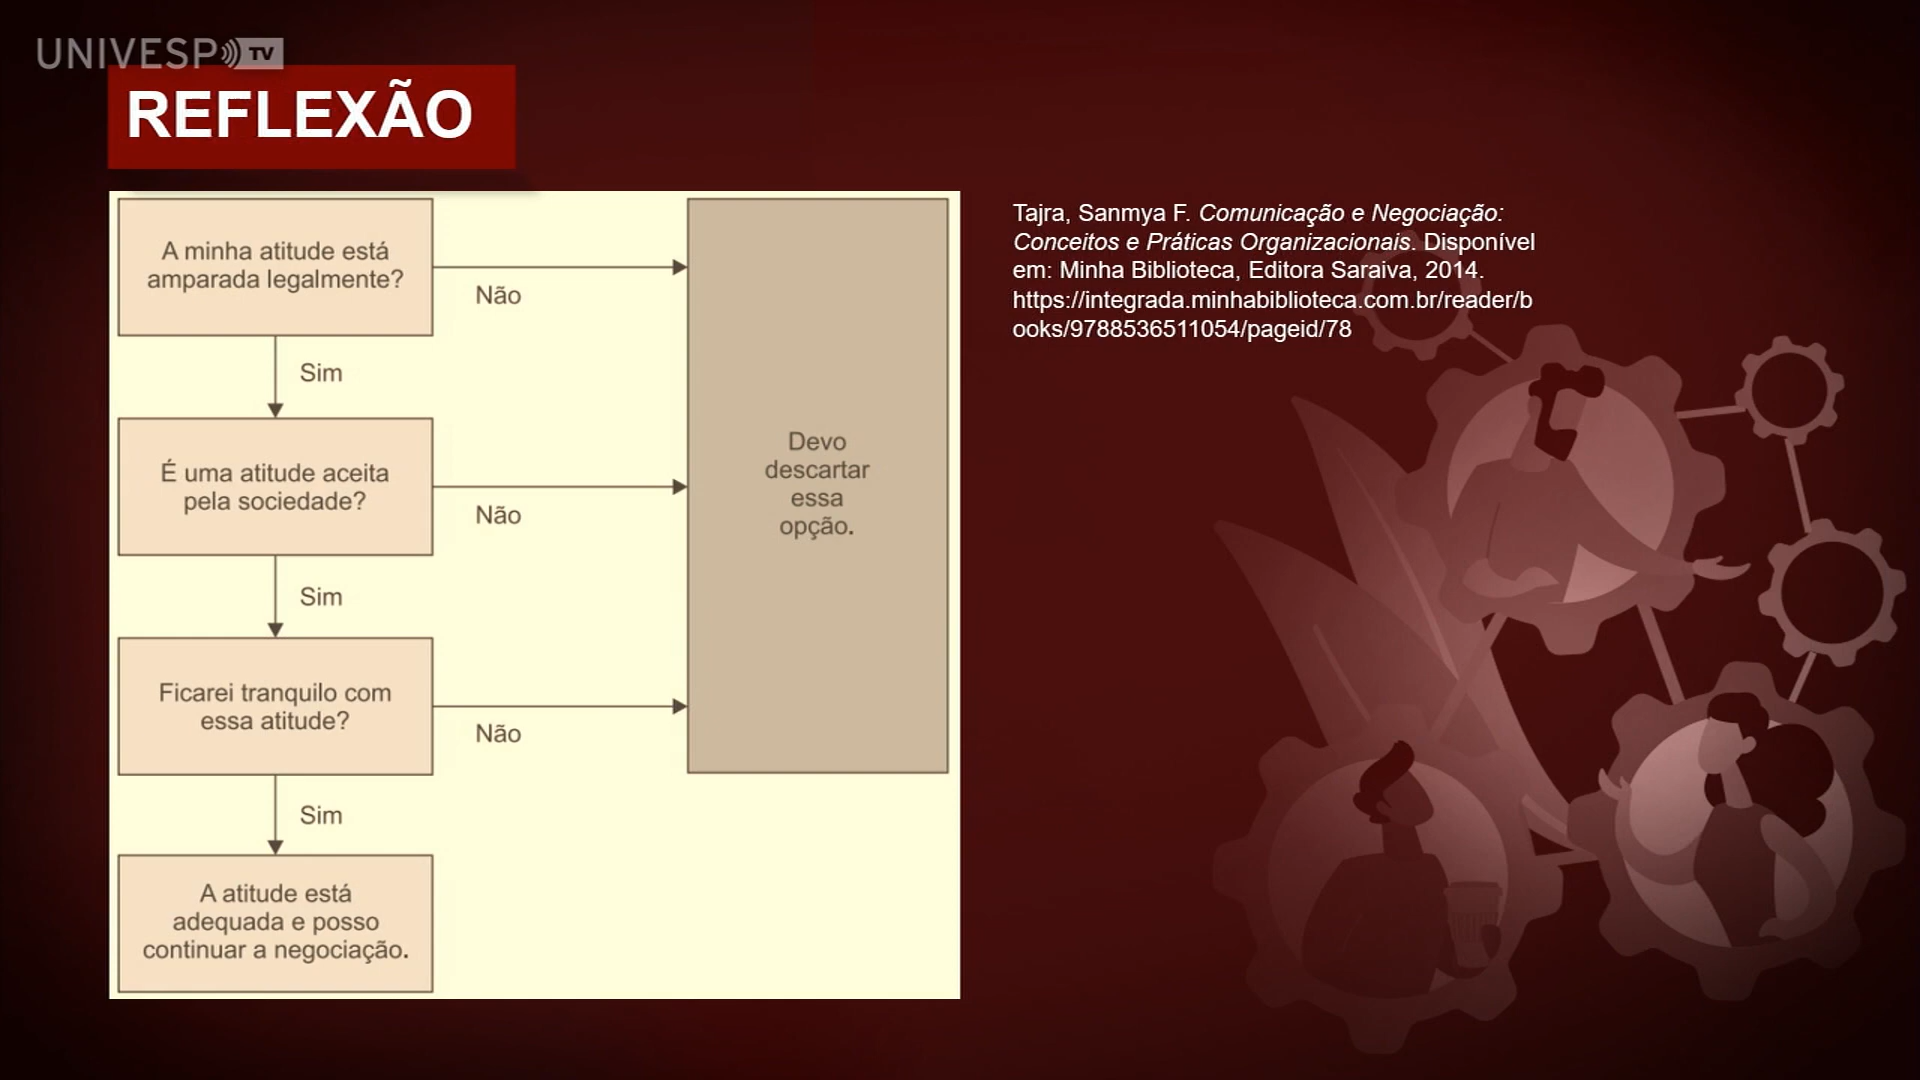 UNIVESP TV
REFLEXÃO
A minha atitude está
amparada legalmente?
Não
Sim
É uma atitude aceita
pela sociedade?
Não
Sim
Ficarei tranquilo com
essa atitude?
Não
Sim
A atitude está
adequada e posso
continuar a negociação.
Devo
descartar
essa
opção.
Tajra, Sanmya F. Comunicação e Negociação:
Conceitos e Práticas Organizacionais. Disponível
em: Minha Biblioteca, Editora Saraiva, 2014.
https://integrada.minhabiblioteca.com.br/reader/b
ooks/9788536511054/pageid/78